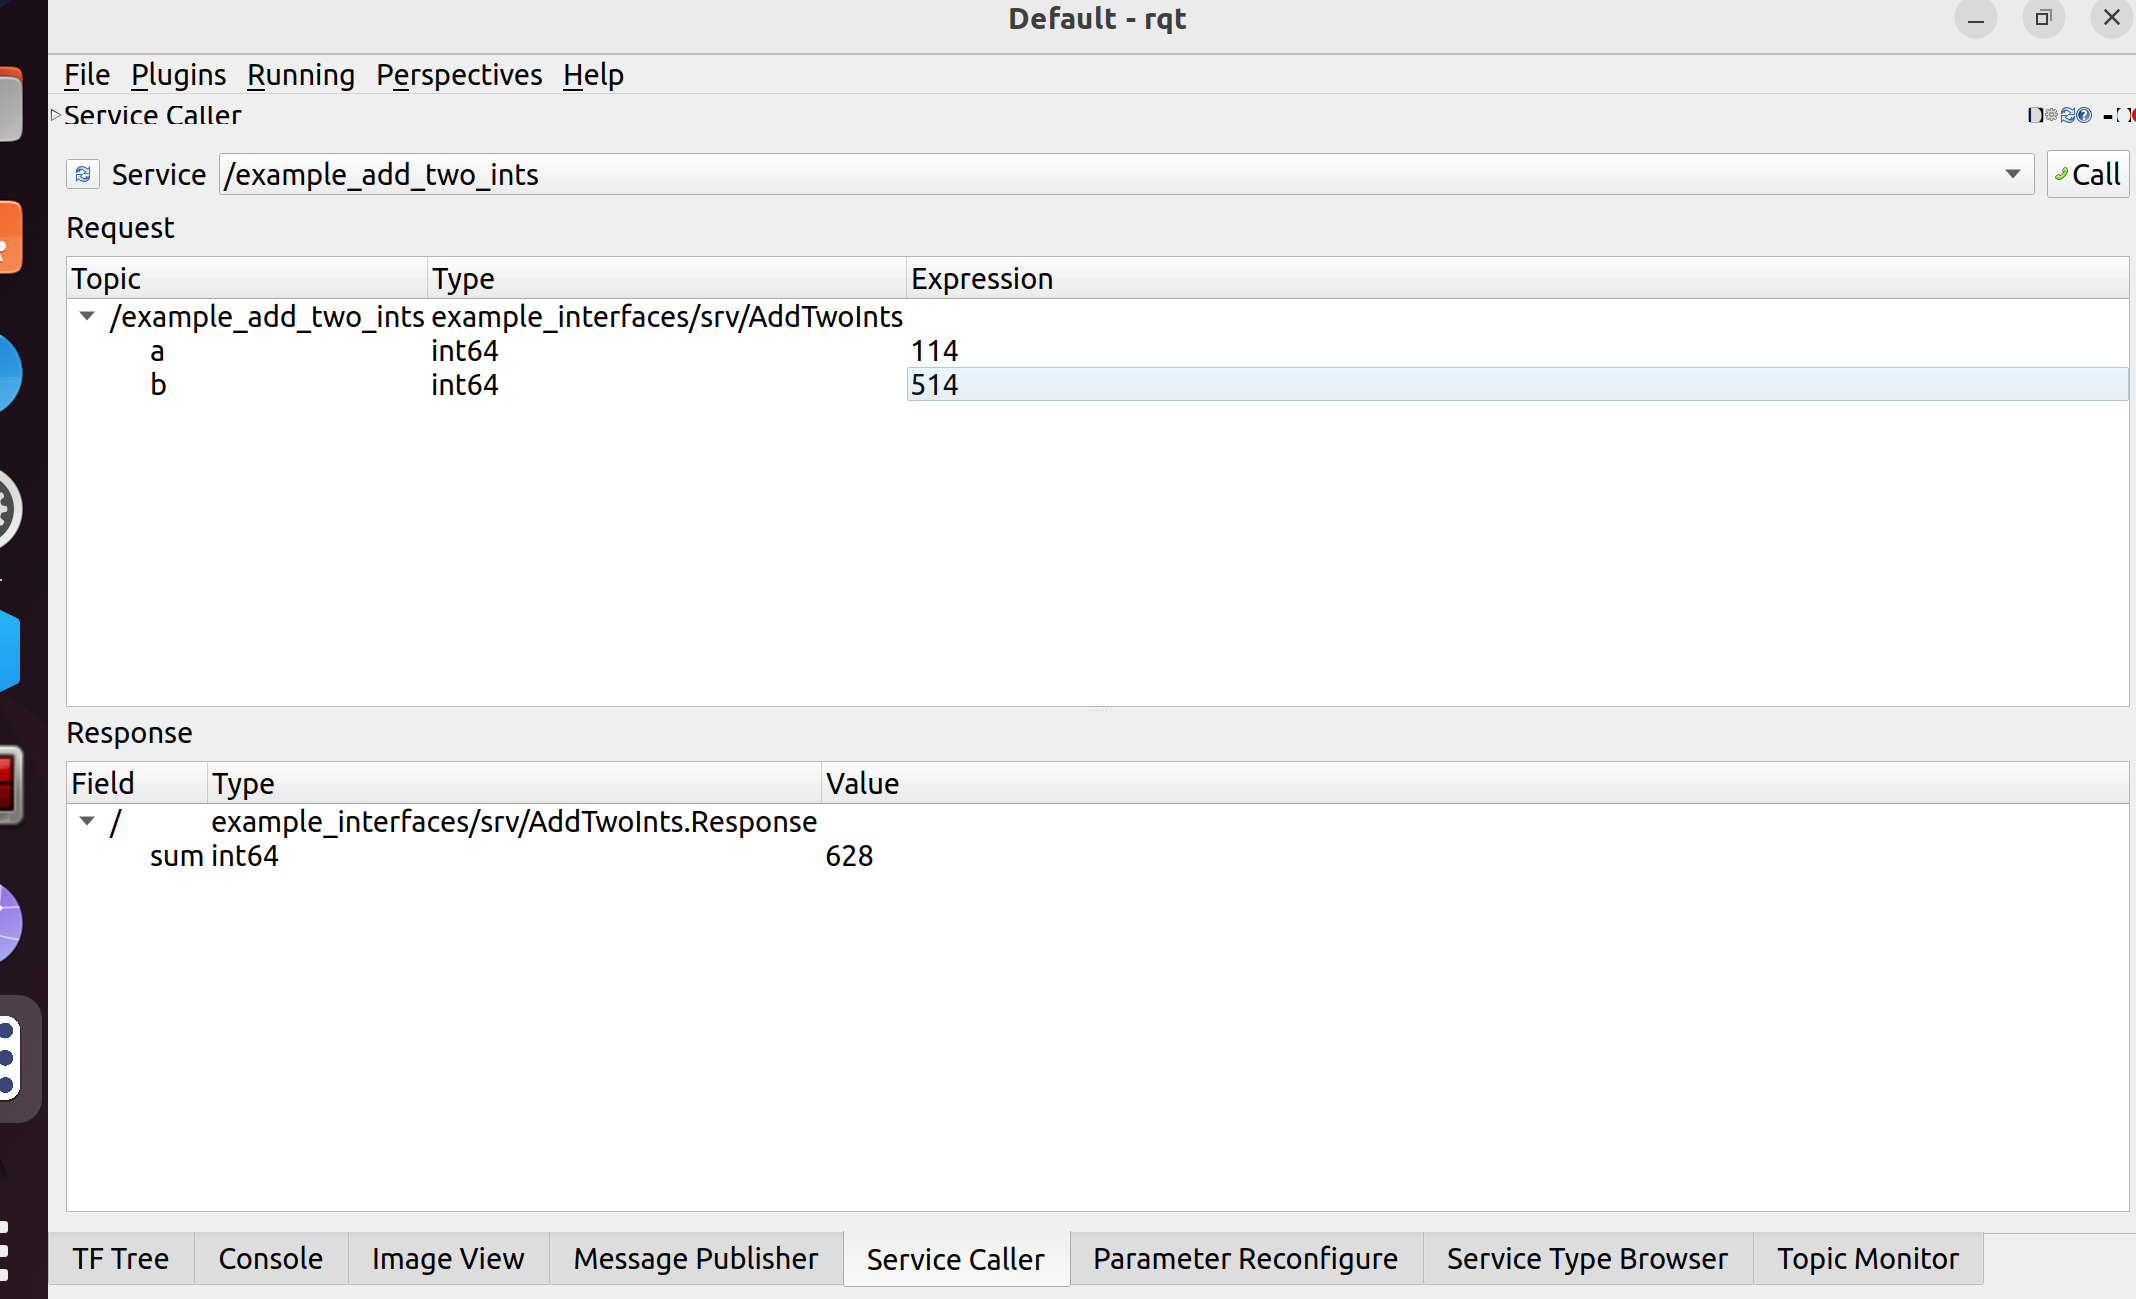 Default - rqt
File Plugins Running Perspectives Help
Service Caller
Service /example_add_two_ints Call
Request
Topic Type Expression
/example_add_two_ints example_interfaces/srv/AddTwoInts
a int64 114
b int64 514
Response
Field Type Value
/ example_interfaces/srv/AddTwoInts.Response
sum int64 628
TF Tree Console Image View Message Publisher Service Caller Parameter Reconfigure Service Type Browser Topic Monitor